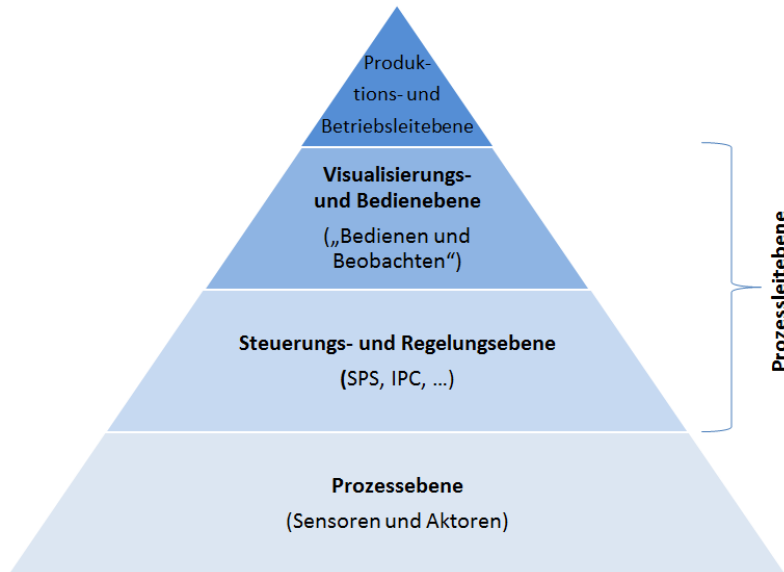 Produk-
tions- und
Betriebsleitebene
Visualisierungs-
und Bedienebene
(„Bedienen und
Beobachten“)
Steuerungs- und Regelungsebene
(SPS, IPC, …)
Prozessebene
(Sensoren und Aktoren)
Prozessleitebene